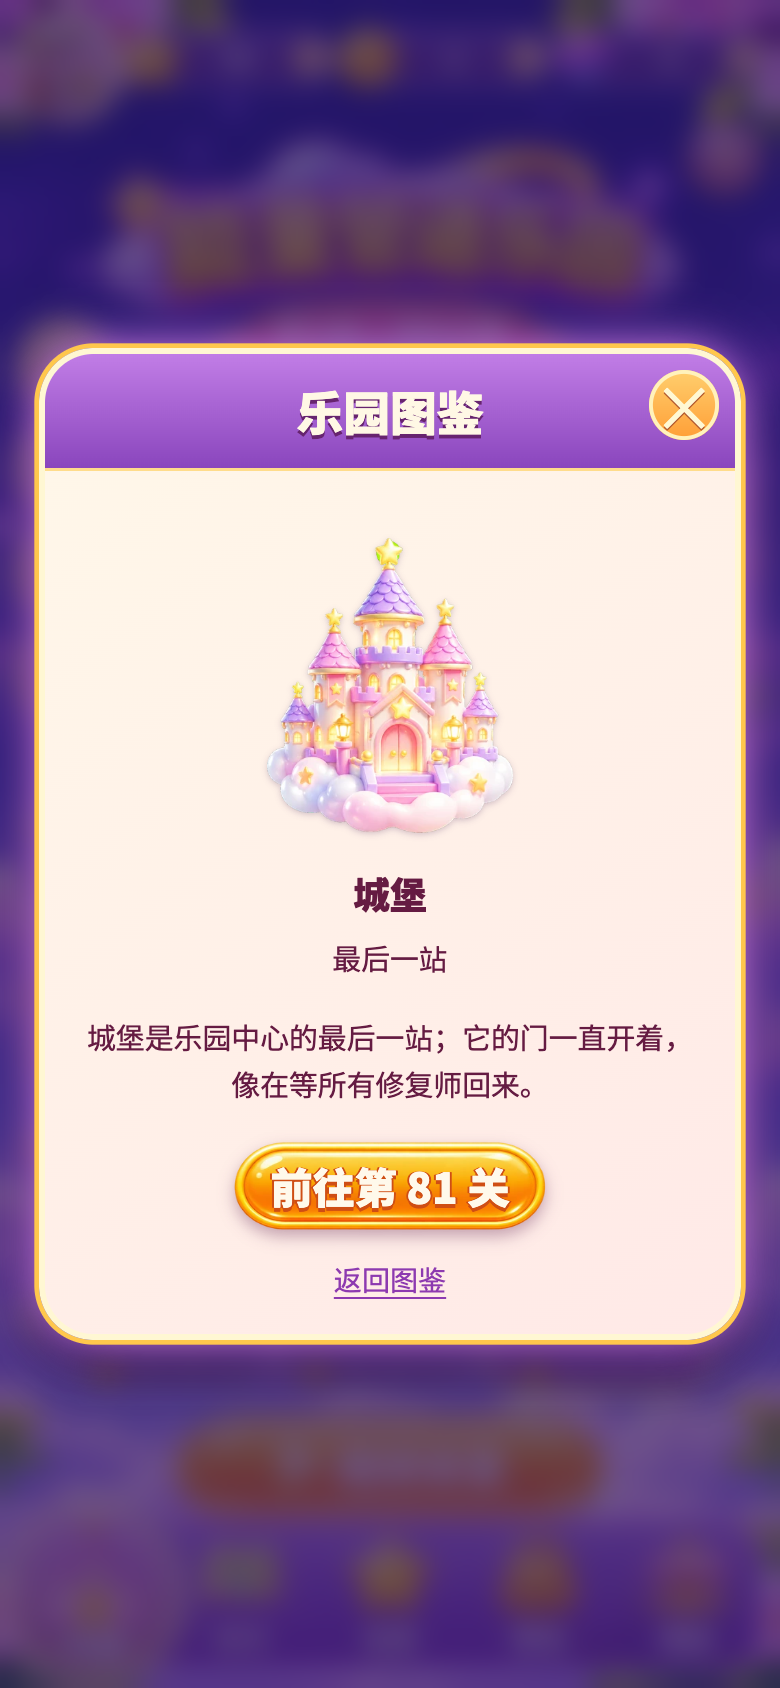 乐园图鉴
城堡
最后一站
城堡是乐园中心的最后一站；它的门一直开着，
像在等所有修复师回来。
前往第 81 关
返回图鉴